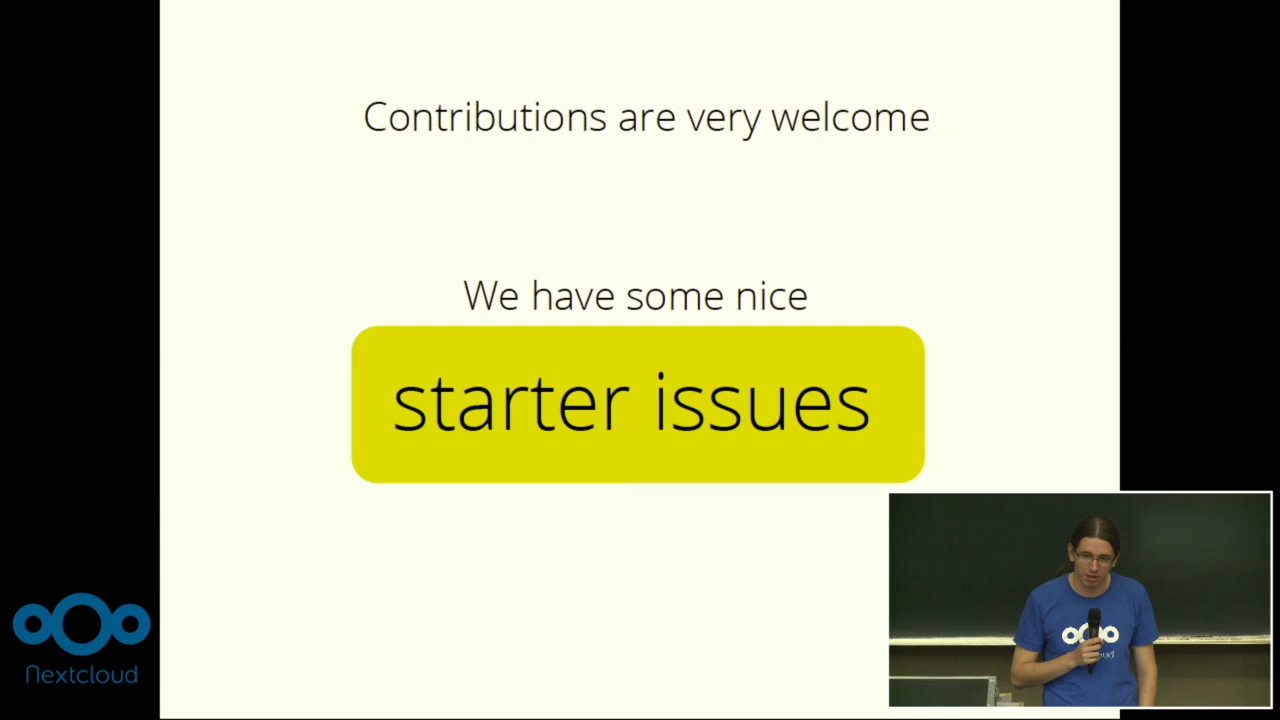 Contributions are very welcome
We have some nice
starter issues
Nextcloud